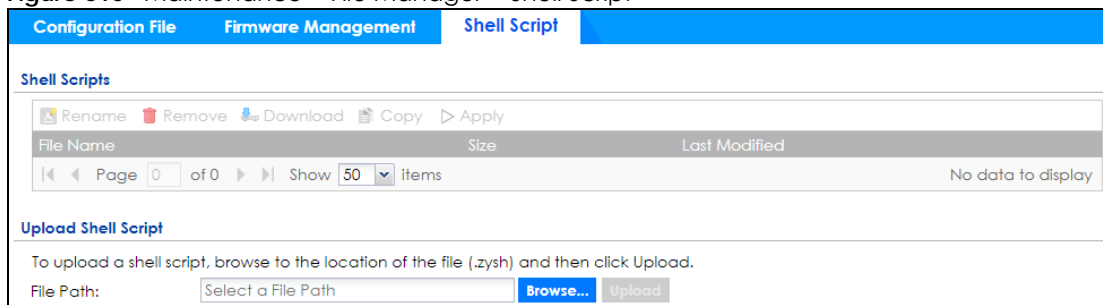 Configuration File Firmware Management Shell Script
Shell Scripts
Rename Remove Download Copy Apply
File Name Size Last Modified
Page 0 of 0 Show 50 items No data to display
Upload Shell Script
To upload a shell script, browse to the location of the file (.zysh) and then click Upload.
File Path: Select a File Path Browse... Upload